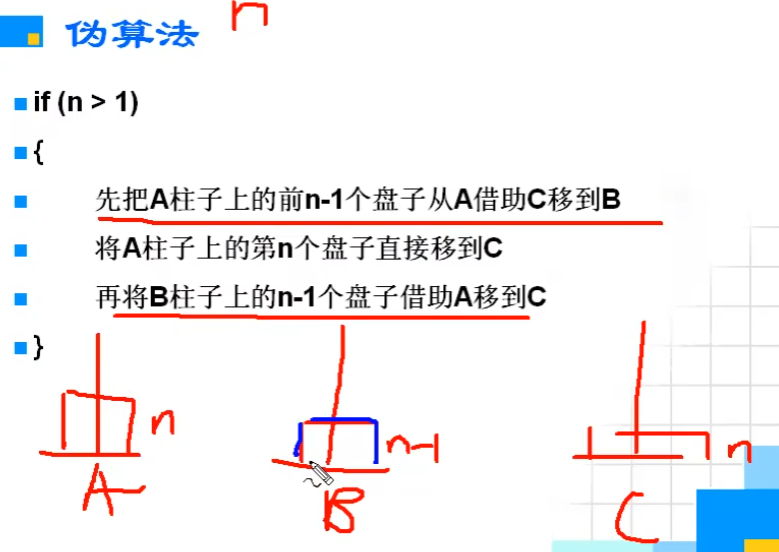 伪算法 n
if (n > 1)
{
先把A柱子上的前n-1个盘子从A借助C移到B
将A柱子上的第n个盘子直接移到C
再将B柱子上的n-1个盘子借助A移到C
}
n n-1 n
A B C